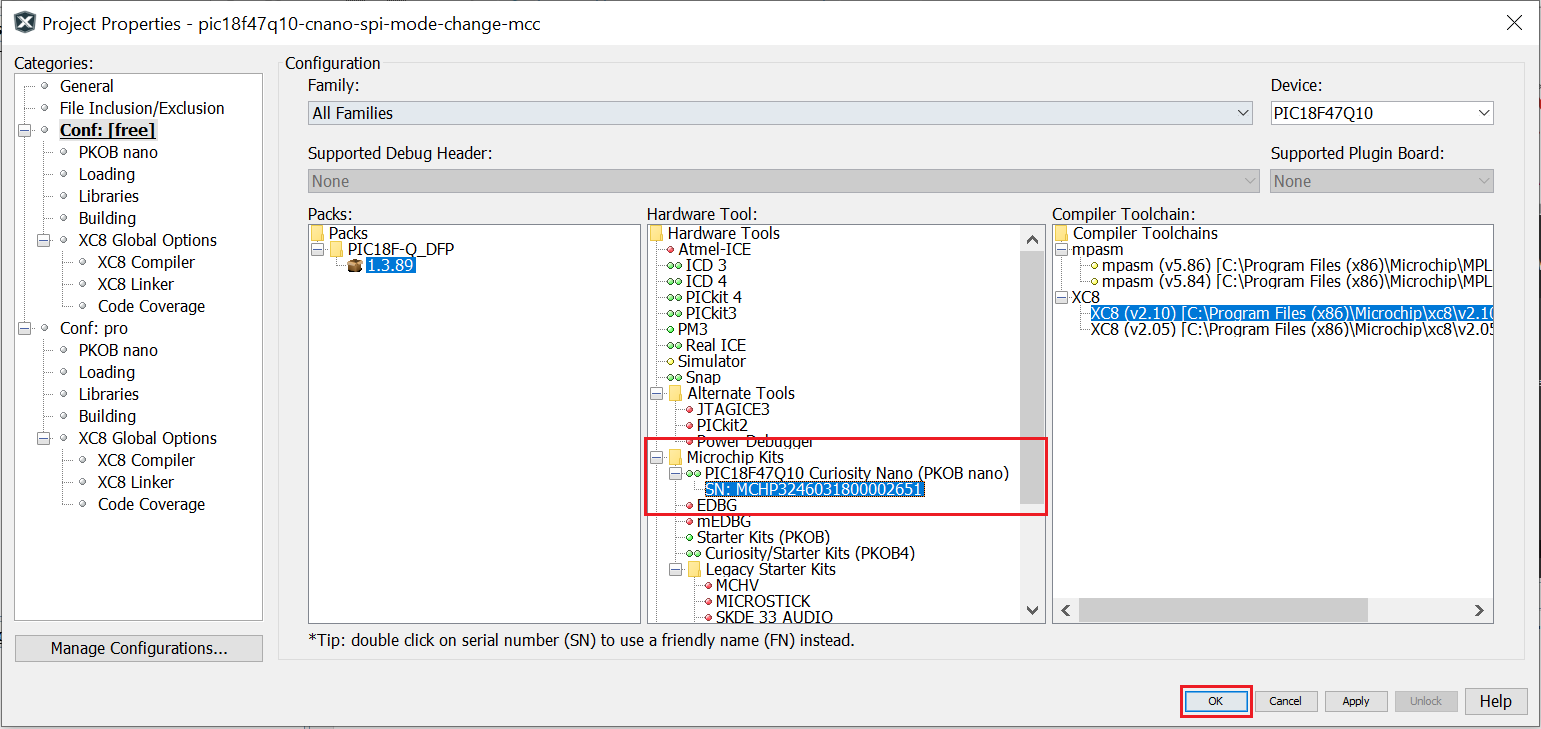 Project Properties - pic18f47q10-cnano-spi-mode-change-mcc
Categories:
General
File Inclusion/Exclusion
Conf: [free]
PKOB nano
Loading
Libraries
Building
XC8 Global Options
XC8 Compiler
XC8 Linker
Code Coverage
Conf: pro
PKOB nano
Loading
Libraries
Building
XC8 Global Options
XC8 Compiler
XC8 Linker
Code Coverage
Manage Configurations...
Configuration
Family:
All Families
Device:
PIC18F47Q10
Supported Debug Header:
None
Supported Plugin Board:
None
Packs:
Packs
PIC18F-Q_DFP
1.3.89
Hardware Tool:
Hardware Tools
Atmel-ICE
ICD 3
ICD 4
PICkit 4
PICkit3
PM3
Real ICE
Simulator
Snap
Alternate Tools
JTAGICE3
PICkit2
Power Debugger
Microchip Kits
PIC18F47Q10 Curiosity Nano (PKOB nano)
SN: MCHP3246031800002651
EDBG
mEDBG
Starter Kits (PKOB)
Curiosity/Starter Kits (PKOB4)
Legacy Starter Kits
MCHV
MICROSTICK
SKDE 33 AUDIO
Compiler Toolchain:
Compiler Toolchains
mpasm
mpasm (v5.86) [C:\Program Files (x86)\Microchip\MPL
mpasm (v5.84) [C:\Program Files (x86)\Microchip\MPL
XC8
XC8 (v2.10) [C:\Program Files (x86)\Microchip\xc8\v2.10
XC8 (v2.05) [C:\Program Files (x86)\Microchip\xc8\v2.05
*Tip: double click on serial number (SN) to use a friendly name (FN) instead.
OK
Cancel
Apply
Unlock
Help